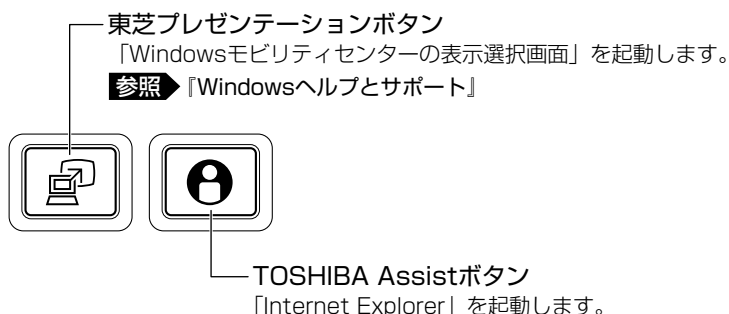 東芝プレゼンテーションボタン
「Windowsモビリティセンターの表示選択画面」を起動します。
参照 『Windowsヘルプとサポート』
TOSHIBA Assistボタン
「Internet Explorer」を起動します。